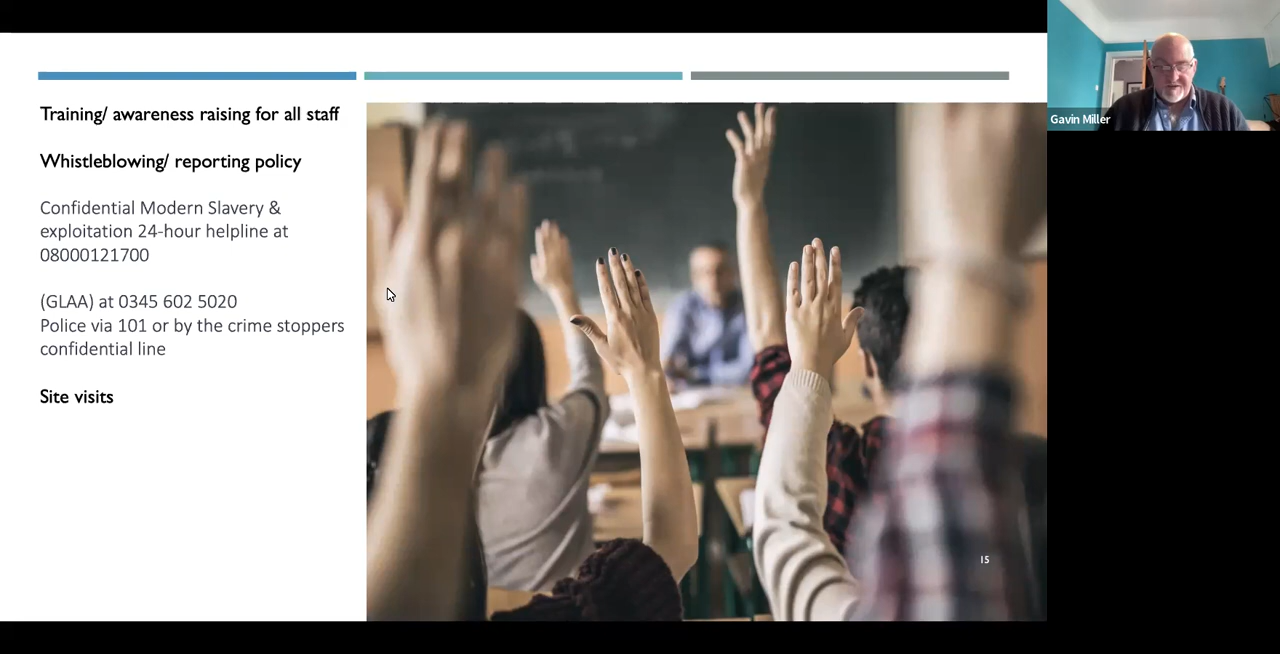 Training/ awareness raising for all staff
Whistleblowing/ reporting policy
Confidential Modern Slavery &
exploitation 24-hour helpline at
08000121700
(GLAA) at 0345 602 5020
Police via 101 or by the crime stoppers
confidential line
Site visits
15
Gavin Miller